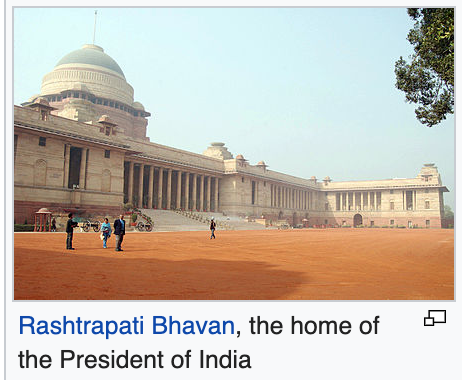 Rashtrapati Bhavan, the home of
the President of India